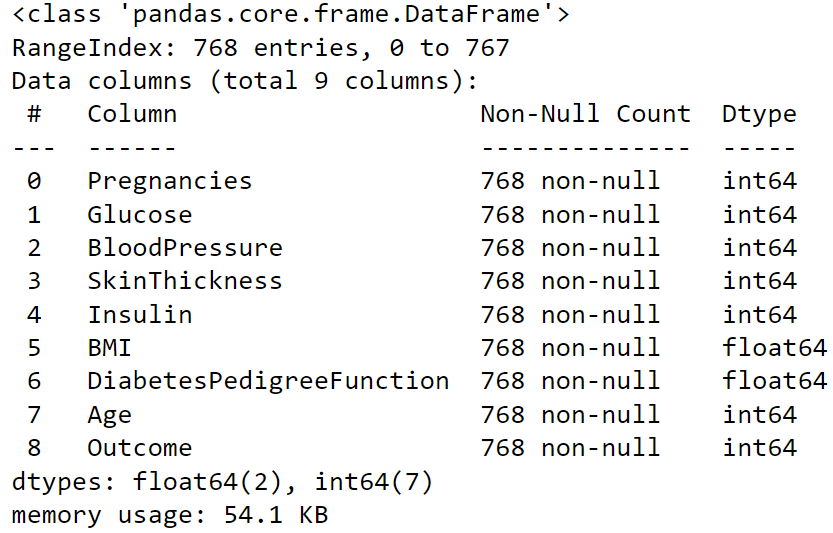 <class 'pandas.core.frame.DataFrame'>
RangeIndex: 768 entries, 0 to 767
Data columns (total 9 columns):
 #   Column                    Non-Null Count  Dtype
---  ------                    --------------  -----
 0   Pregnancies               768 non-null    int64
 1   Glucose                   768 non-null    int64
 2   BloodPressure             768 non-null    int64
 3   SkinThickness             768 non-null    int64
 4   Insulin                   768 non-null    int64
 5   BMI                       768 non-null    float64
 6   DiabetesPedigreeFunction  768 non-null    float64
 7   Age                       768 non-null    int64
 8   Outcome                   768 non-null    int64
dtypes: float64(2), int64(7)
memory usage: 54.1 KB